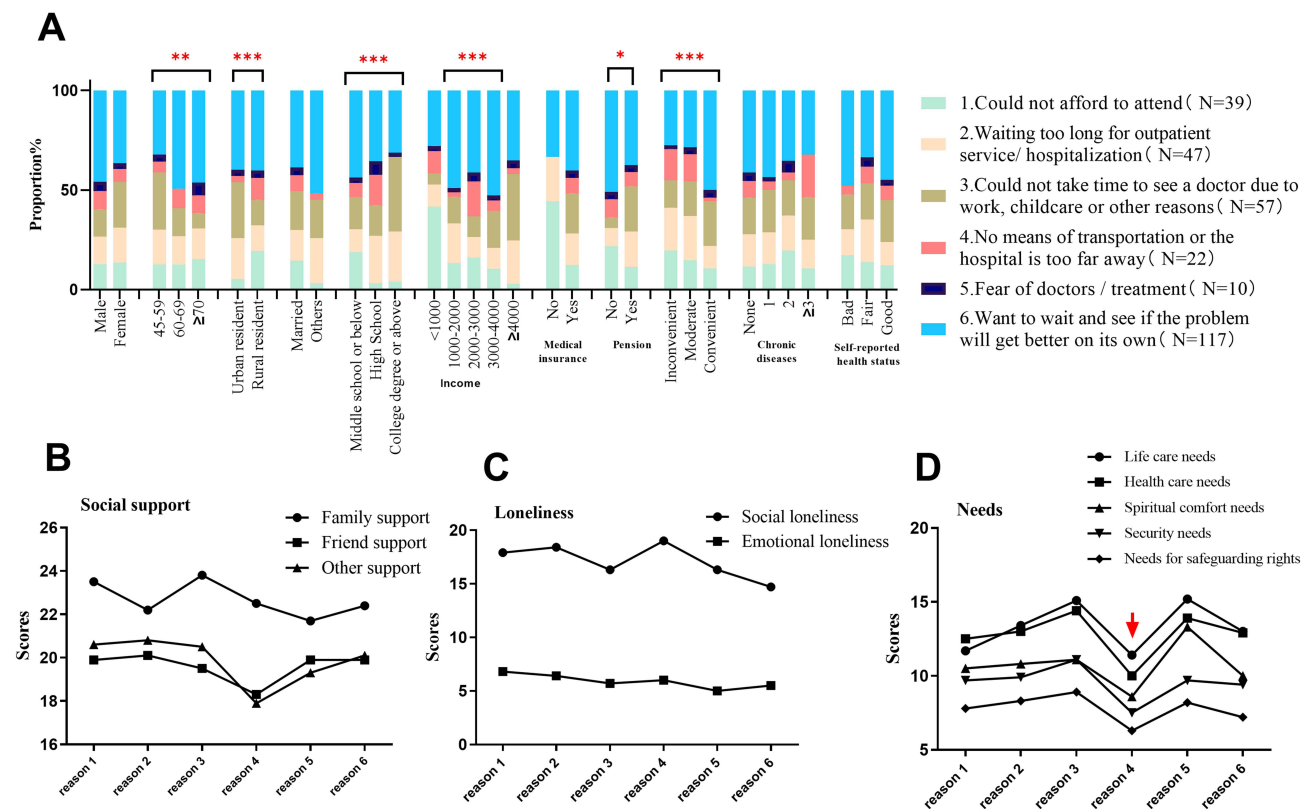 A
** *** *** *** * ***
100
50
0
Proportion%
Male
Female
45-59
60-69
≥70
Urban resident
Rural resident
Married
Others
Middle school or below
High School
College degree or above
<1000
1000-2000
2000-3000
3000-4000
≥4000
Income
No
Yes
Medical
insurance
No
Yes
Pension
Inconvenient
Moderate
Convenient
None
1
2
≥3
Chronic
diseases
Bad
Fair
Good
Self-reported
health status
1.Could not afford to attend( N=39)
2.Waiting too long for outpatient
service/ hospitalization( N=47)
3.Could not take time to see a doctor due to
work, childcare or other reasons( N=57)
4.No means of transportation or the
hospital is too far away( N=22)
5.Fear of doctors / treatment( N=10)
6.Want to wait and see if the problem
will get better on its own( N=117)
B
Social support
Family support
Friend support
Other support
Scores
26
24
22
20
18
16
reason 1
reason 2
reason 3
reason 4
reason 5
reason 6
C
Loneliness
Social loneliness
Emotional loneliness
Scores
20
15
10
5
0
reason 1
reason 2
reason 3
reason 4
reason 5
reason 6
D
Needs
Life care needs
Health care needs
Spiritual comfort needs
Security needs
Needs for safeguarding rights
Scores
20
15
10
5
reason 1
reason 2
reason 3
reason 4
reason 5
reason 6